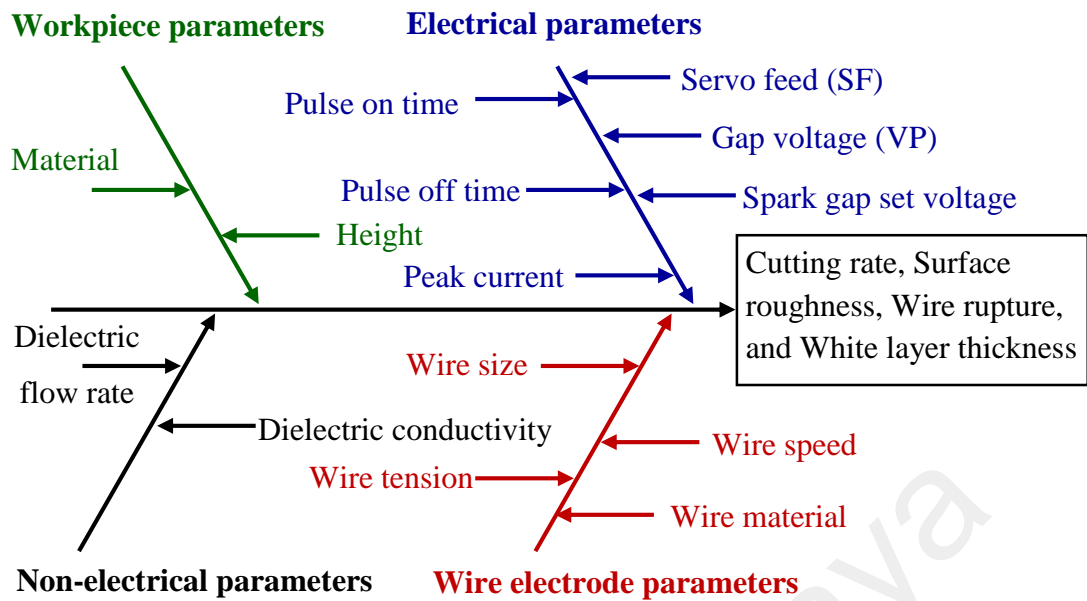 Workpiece parameters
Electrical parameters
Servo feed (SF)
Pulse on time
Gap voltage (VP)
Material
Pulse off time
Spark gap set voltage
Height
Peak current
Cutting rate, Surface
roughness, Wire rupture,
and White layer thickness
Dielectric
flow rate
Wire size
Dielectric conductivity
Wire speed
Wire tension
Wire material
Non-electrical parameters
Wire electrode parameters